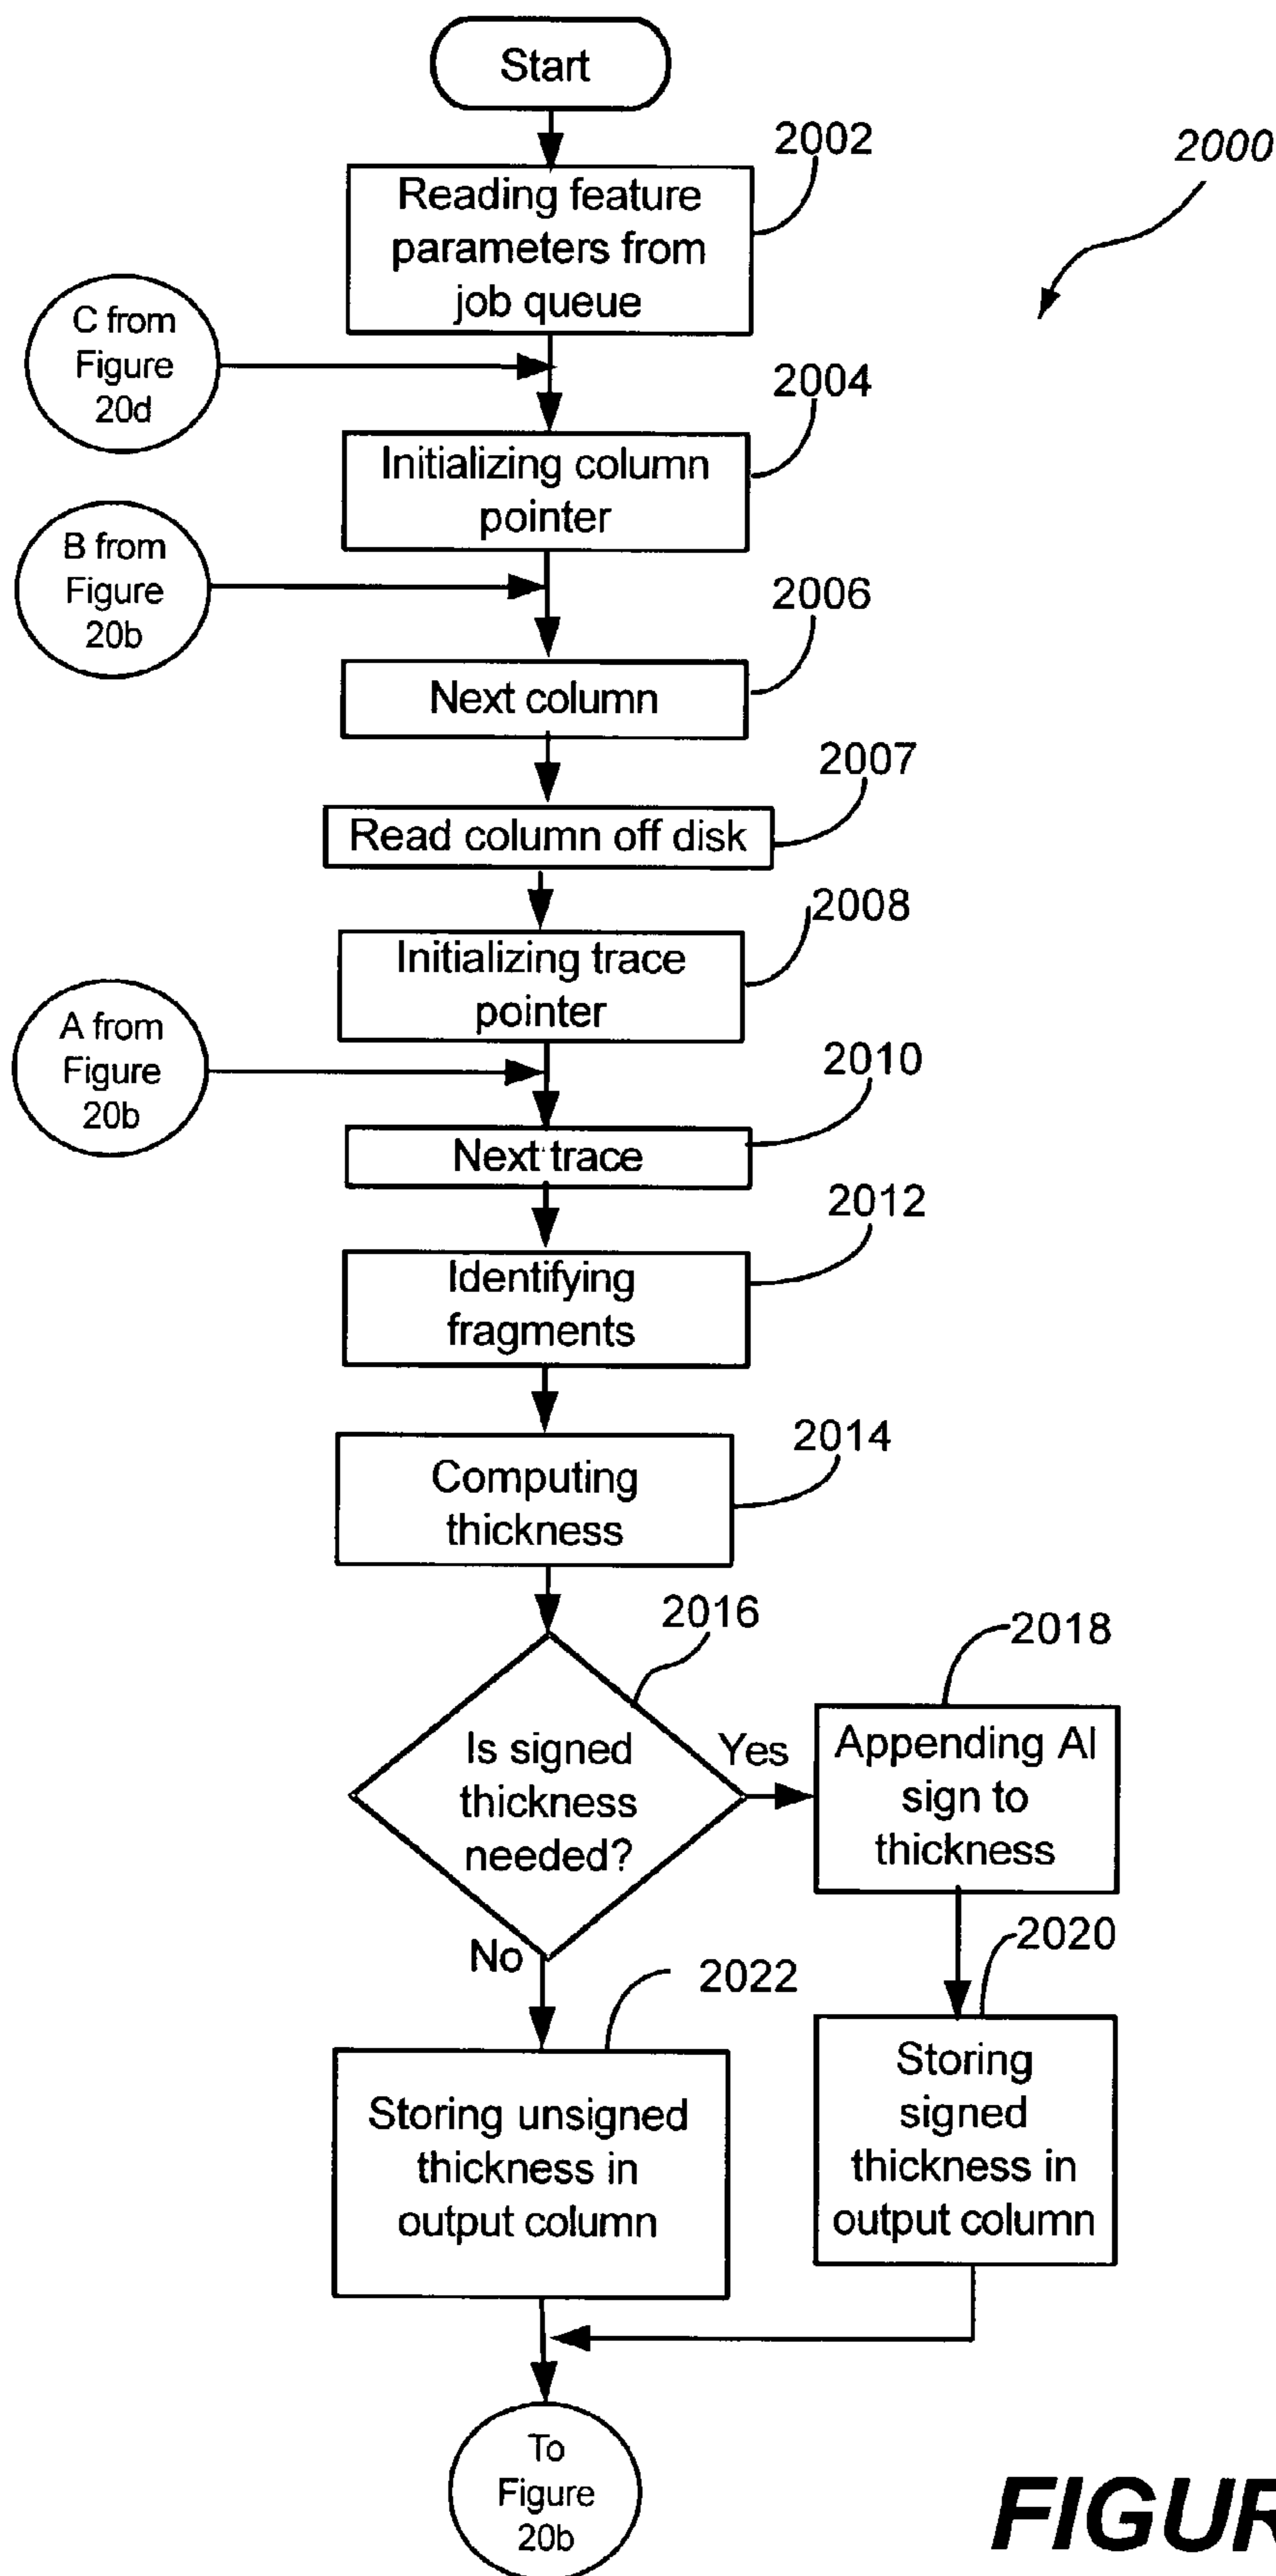 Start
2002
2000
Reading feature
parameters from
job queue
C from
Figure
20d
2004
Initializing column
pointer
B from
Figure
20b
2006
Next column
2007
Read column off disk
2008
Initializing trace
pointer
A from
Figure
20b
2010
Next trace
2012
Identifying
fragments
2014
Computing
thickness
2016
Is signed
thickness
needed?
Yes
2018
Appending AI
sign to
thickness
No
2020
Storing
signed
thickness in
output column
2022
Storing unsigned
thickness in
output column
To
Figure
20b